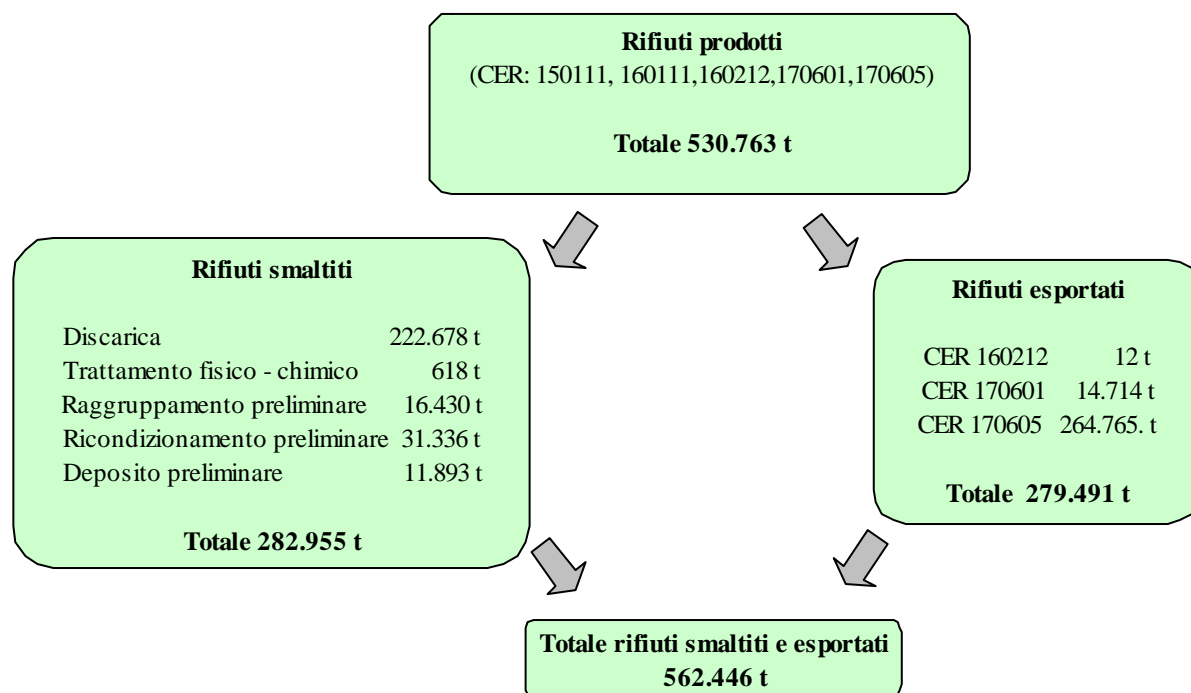 Rifiuti prodotti
(CER: 150111, 160111,160212,170601,170605)
Totale 530.763 t
Rifiuti smaltiti
Discarica 222.678 t
Trattamento fisico - chimico 618 t
Raggruppamento preliminare 16.430 t
Ricondizionamento preliminare 31.336 t
Deposito preliminare 11.893 t
Totale 282.955 t
Rifiuti esportati
CER 160212 12 t
CER 170601 14.714 t
CER 170605 264.765. t
Totale 279.491 t
Totale rifiuti smaltiti e esportati
562.446 t